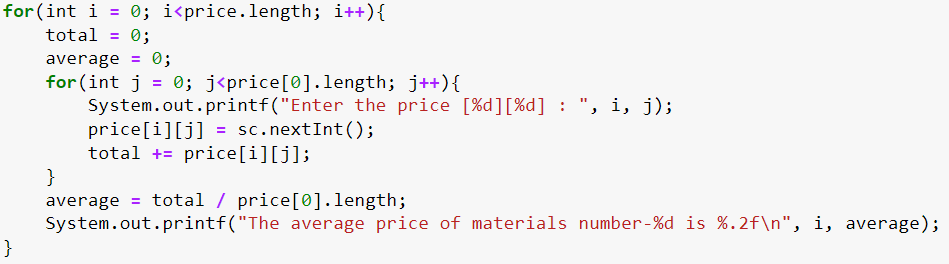 for(int i = 0; i<price.length; i++){
    total = 0;
    average = 0;
    for(int j = 0; j<price[0].length; j++){
        System.out.printf("Enter the price [%d][%d] : ", i, j);
        price[i][j] = sc.nextInt();
        total += price[i][j];
    }
    average = total / price[0].length;
    System.out.printf("The average price of materials number-%d is %.2f\n", i, average);
}